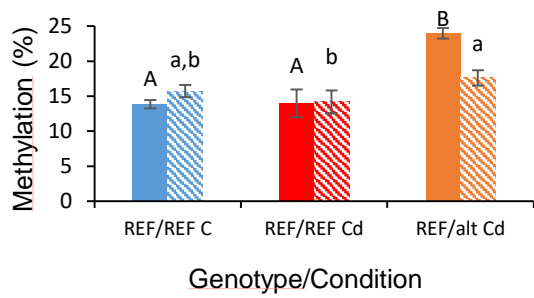 Methylation (%)
25
20
15
10
5
0
A
a,b
A
b
B
a
REF/REF C
REF/REF Cd
REF/alt Cd
Genotype/Condition